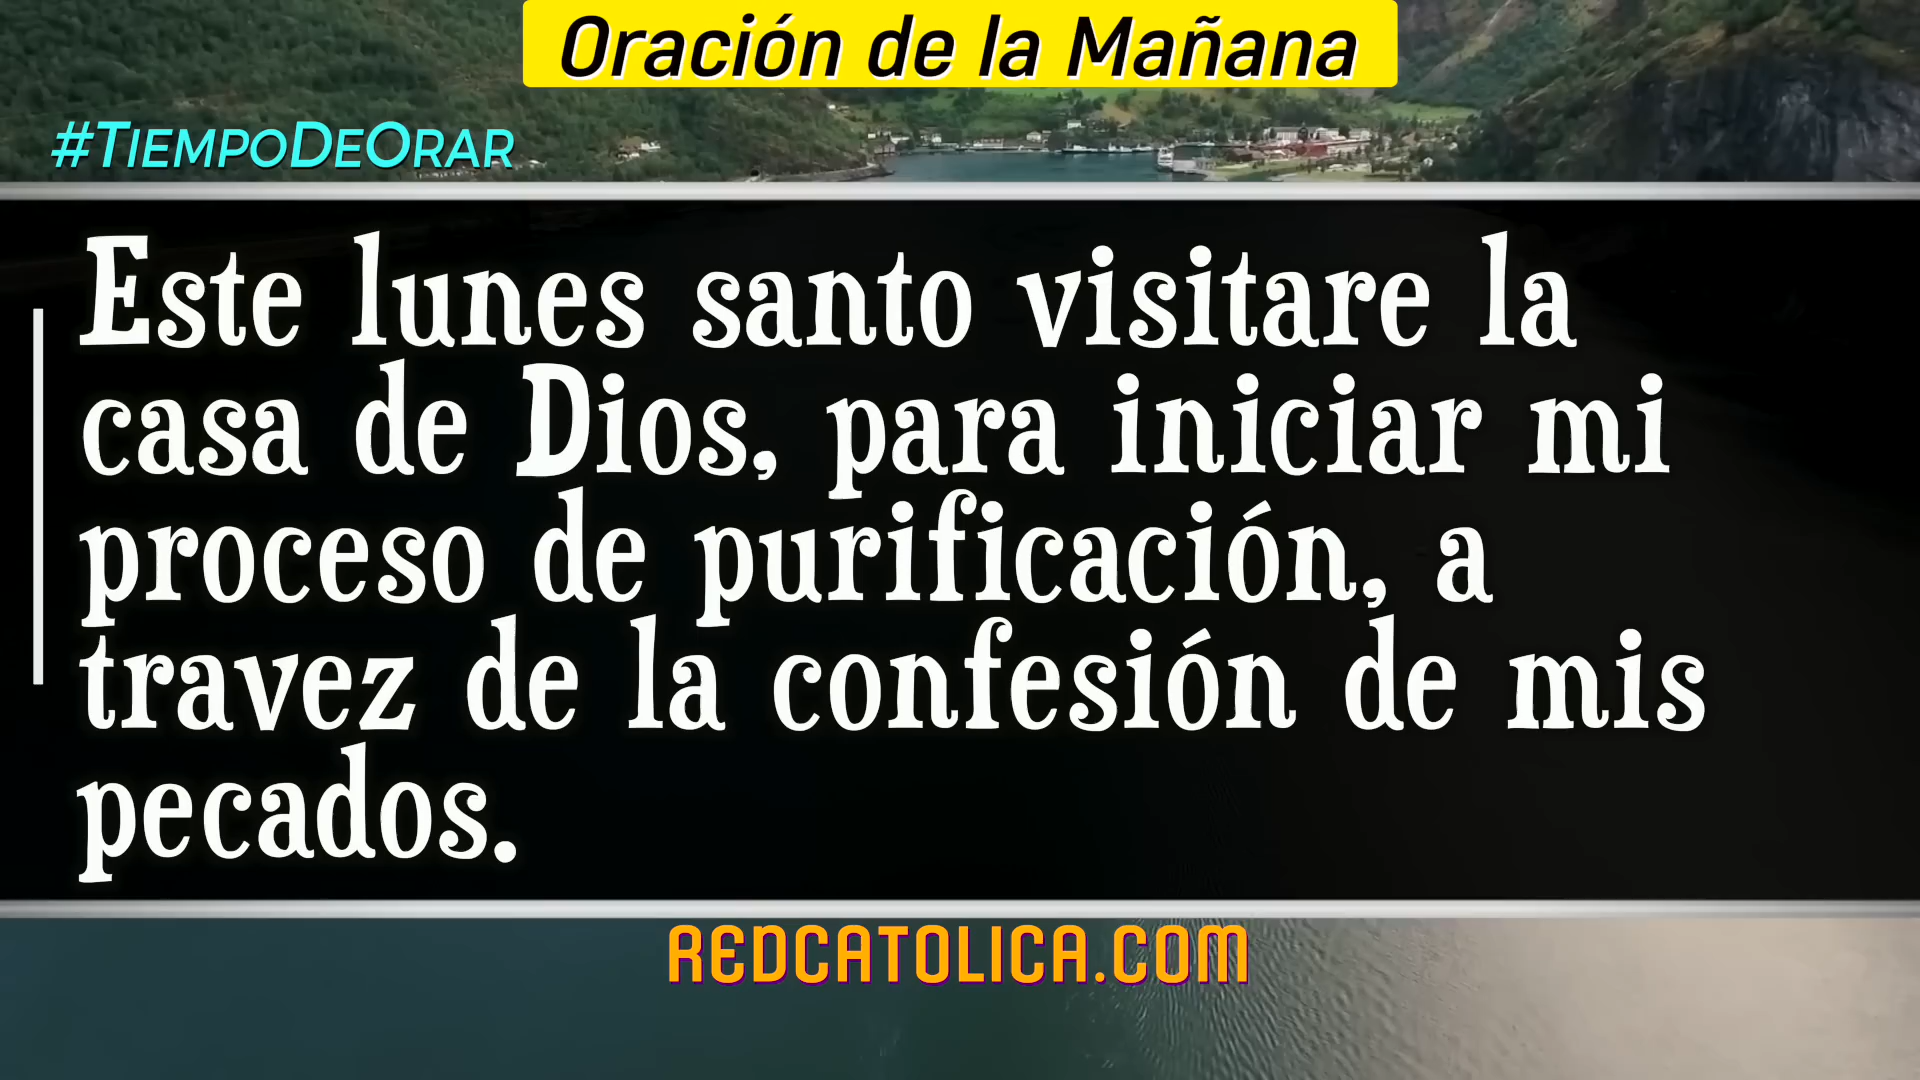 Oración de la Mañana
#TiempoDeOrar
Este lunes santo visitare la
casa de Dios, para iniciar mi
proceso de purificación, a
travez de la confesión de mis
pecados.
REDCATOLICA.COM